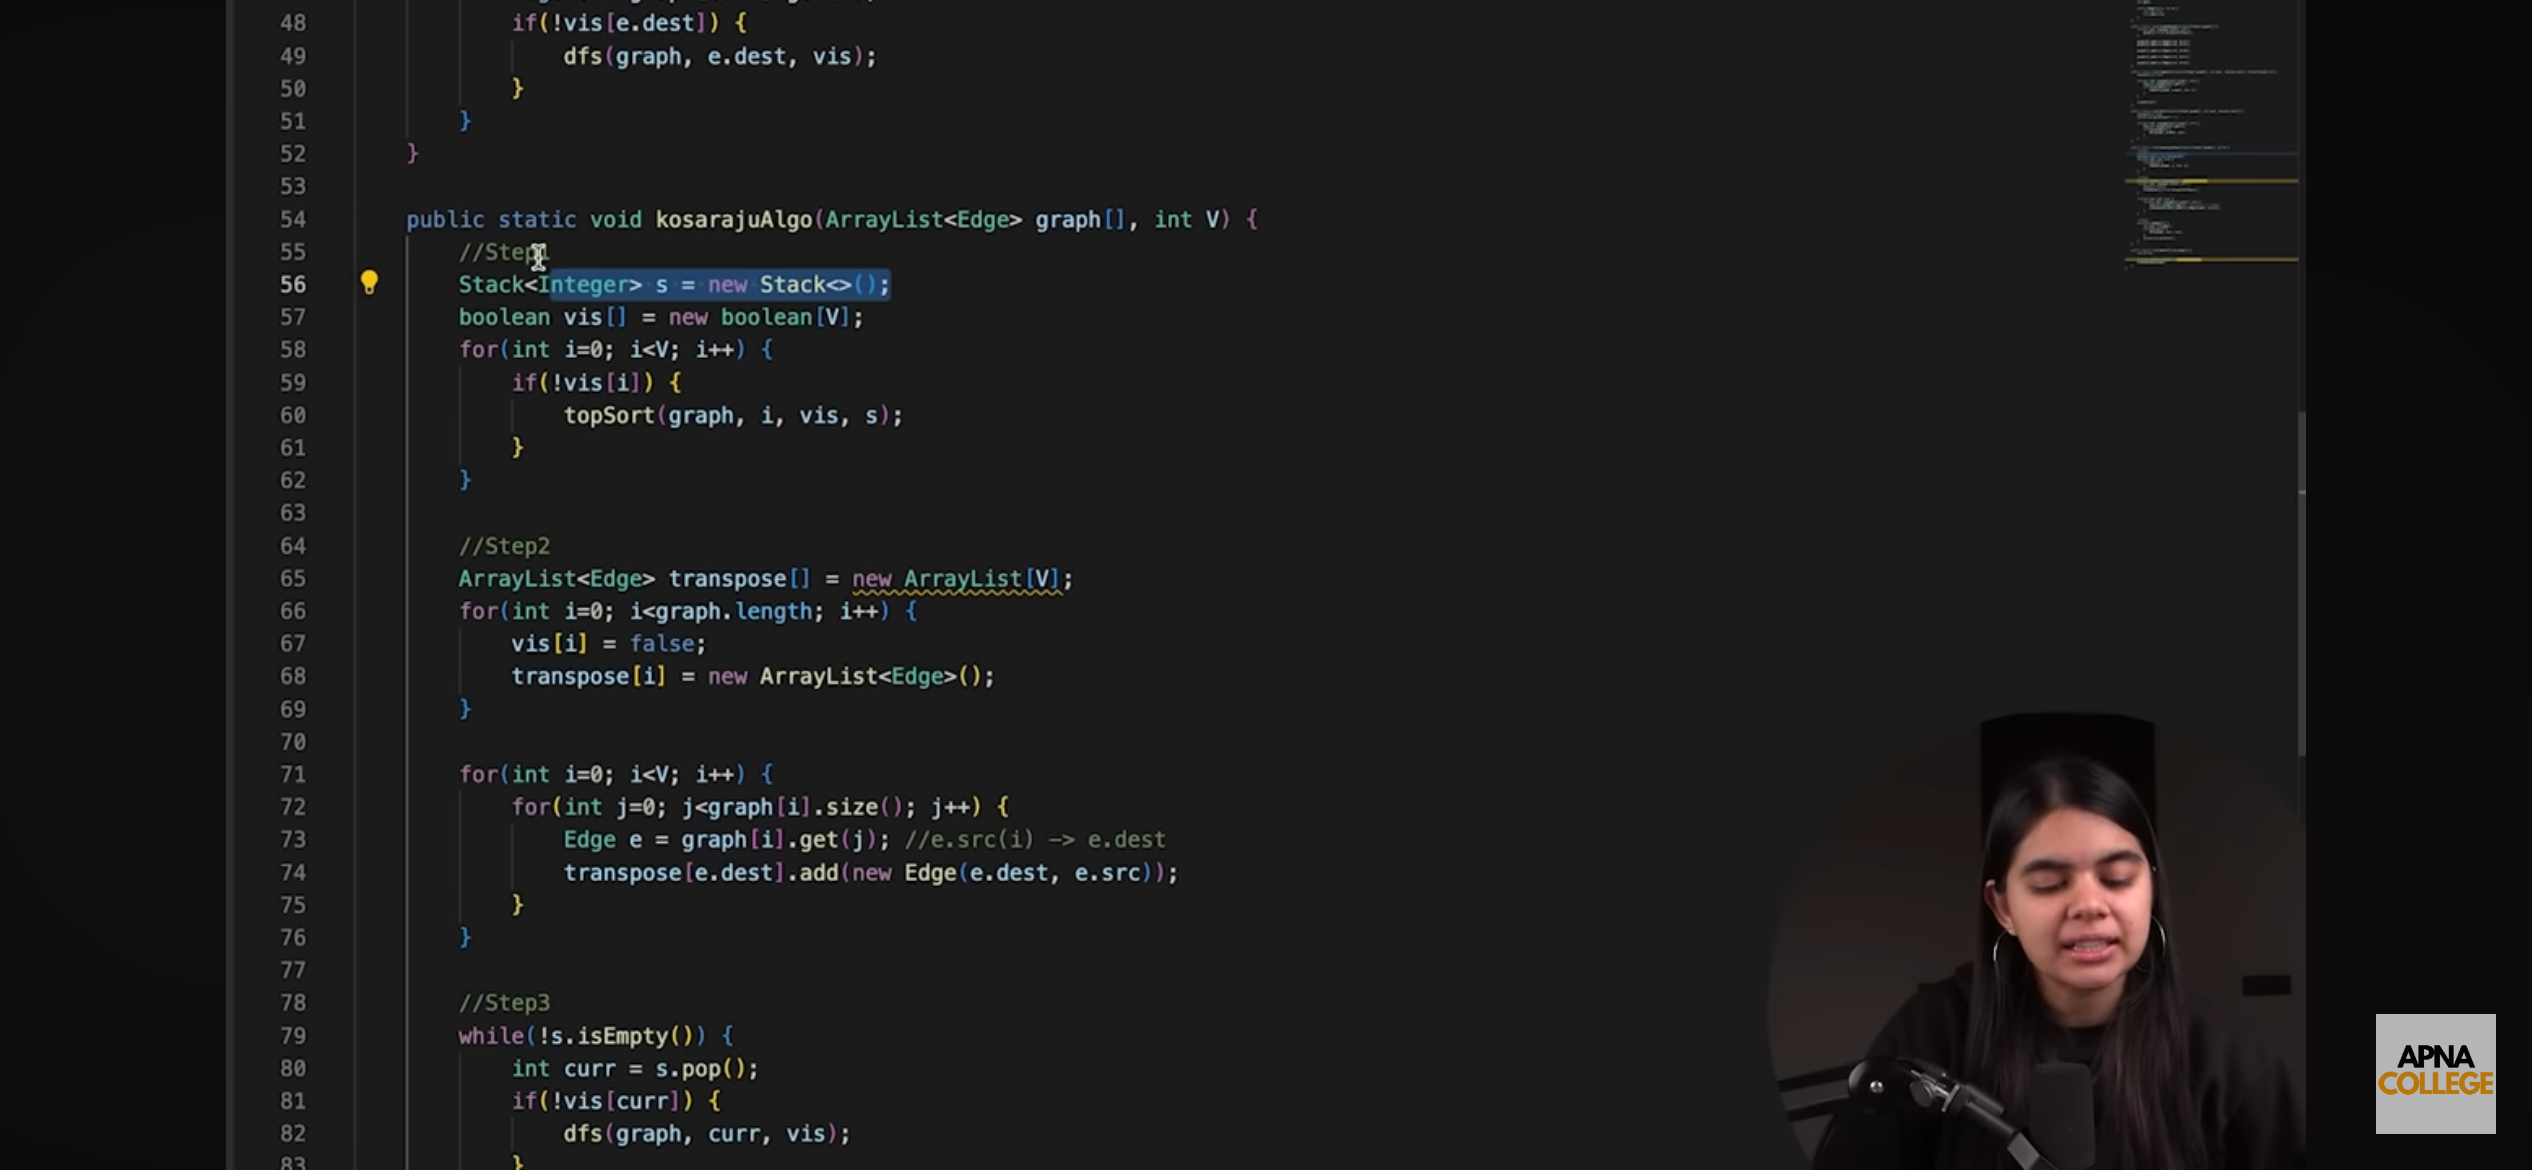 48 if(!vis[e.dest]) {
49 dfs(graph, e.dest, vis);
50 }
51 }
52 }
53
54 public static void kosarajuAlgo(ArrayList<Edge> graph[], int V) {
55 //Step1
56 Stack<Integer> s = new Stack<>();
57 boolean vis[] = new boolean[V];
58 for(int i=0; i<V; i++) {
59 if(!vis[i]) {
60 topSort(graph, i, vis, s);
61 }
62 }
63
64 //Step2
65 ArrayList<Edge> transpose[] = new ArrayList[V];
66 for(int i=0; i<graph.length; i++) {
67 vis[i] = false;
68 transpose[i] = new ArrayList<Edge>();
69 }
70
71 for(int i=0; i<V; i++) {
72 for(int j=0; j<graph[i].size(); j++) {
73 Edge e = graph[i].get(j); //e.src(i) -> e.dest
74 transpose[e.dest].add(new Edge(e.dest, e.src));
75 }
76 }
77
78 //Step3
79 while(!s.isEmpty()) {
80 int curr = s.pop();
81 if(!vis[curr]) {
82 dfs(graph, curr, vis);
83 }
APNA
COLLEGE